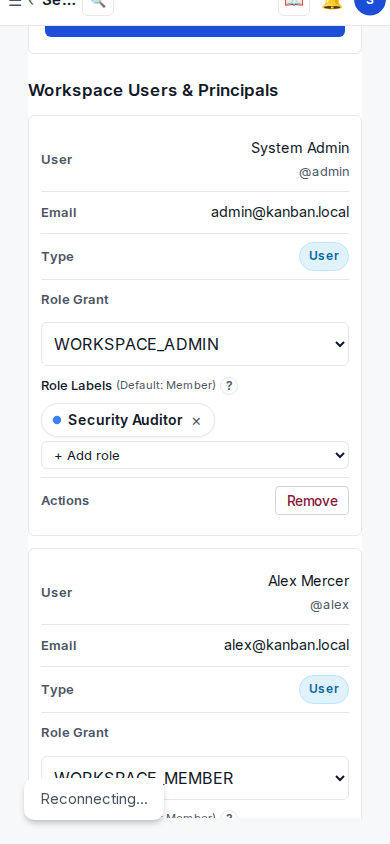 Se...
S
Workspace Users & Principals
User
System Admin
@admin
Email
admin@kanban.local
Type
User
Role Grant
WORKSPACE_ADMIN
Role Labels (Default: Member) ?
Security Auditor ×
+ Add role
Actions
Remove
User
Alex Mercer
@alex
Email
alex@kanban.local
Type
User
Role Grant
WORKSPACE_MEMBER
Reconnecting...
Member) ?